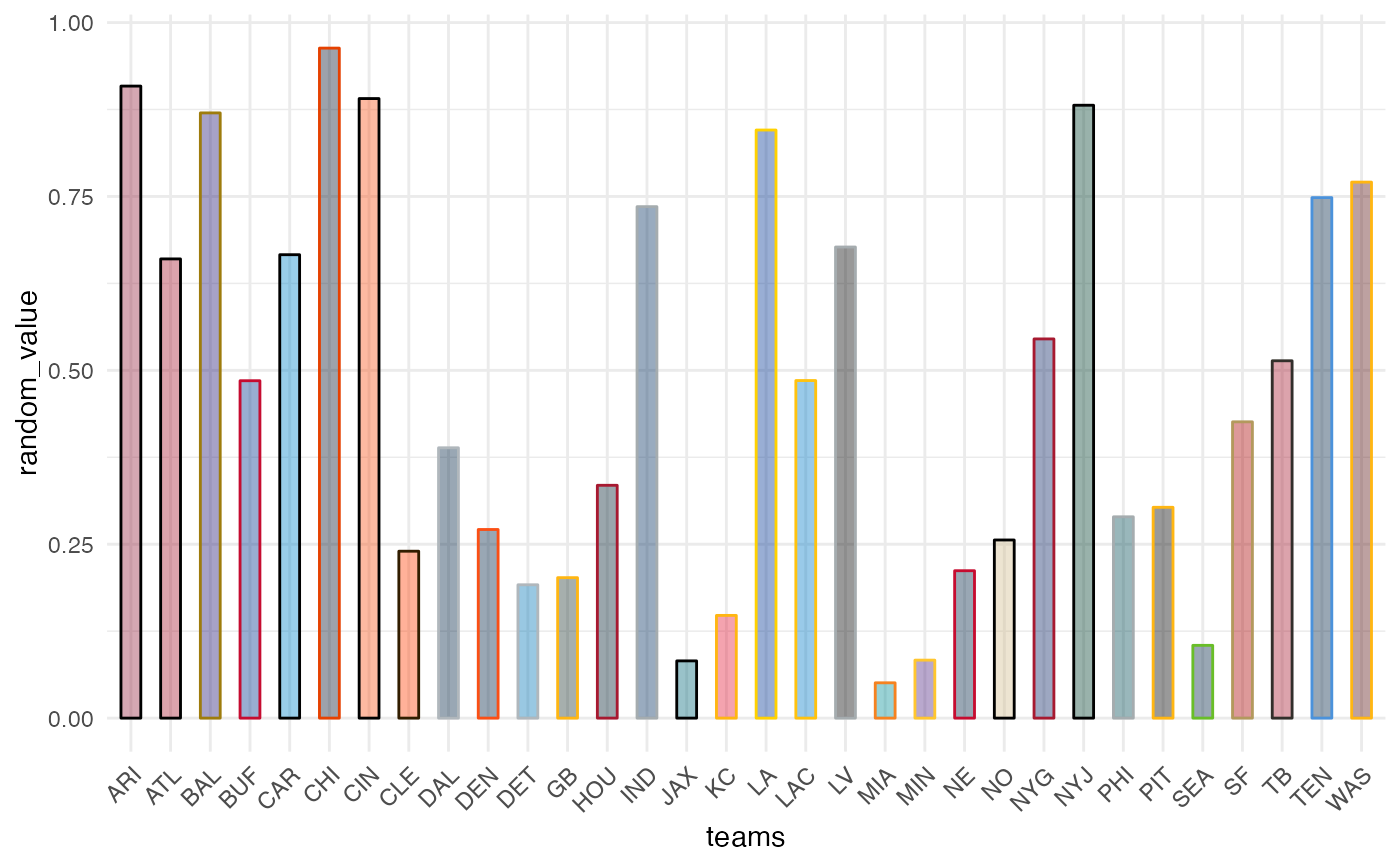 1.00
0.75
0.50
0.25
0.00
random_value
ARI ATL BAL BUF CAR CHI CIN CLE DAL DEN DET GB HOU IND JAX KC LA LAC LV MIA MIN NE NO NYG NYJ PHI PIT SEA SF TB TEN WAS
teams